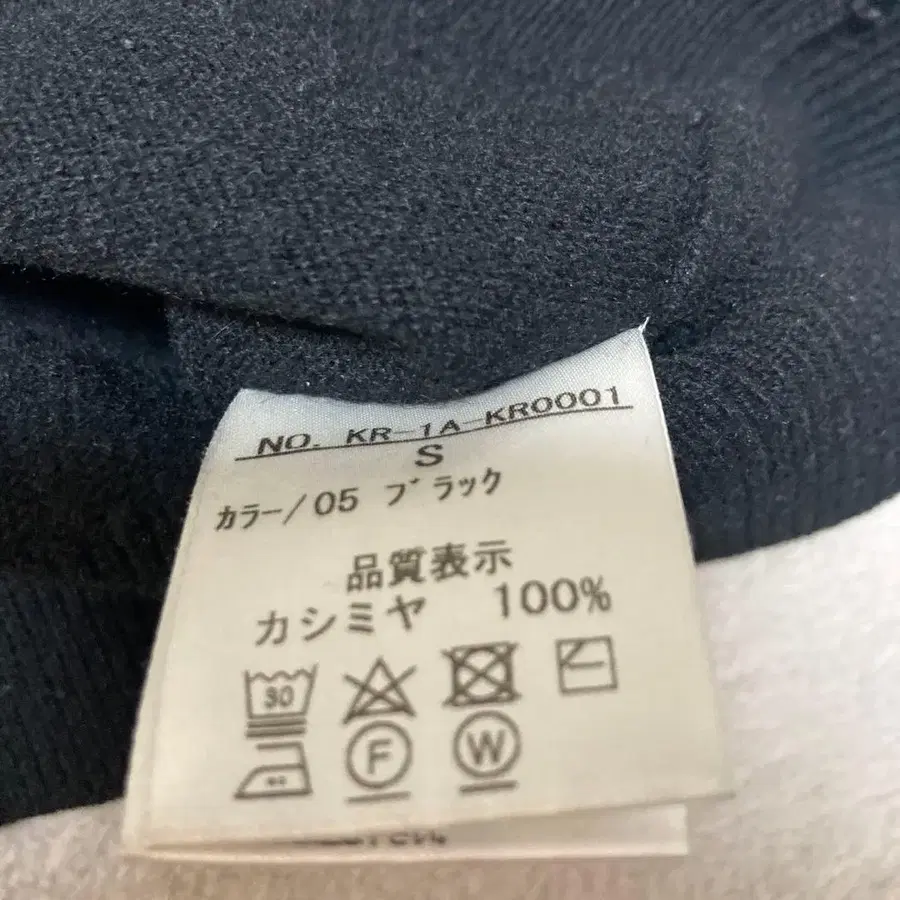 NO. KR-1A-KR0001
S
カラー/05 ブラック
品質表示
カシミヤ 100%
30
F W